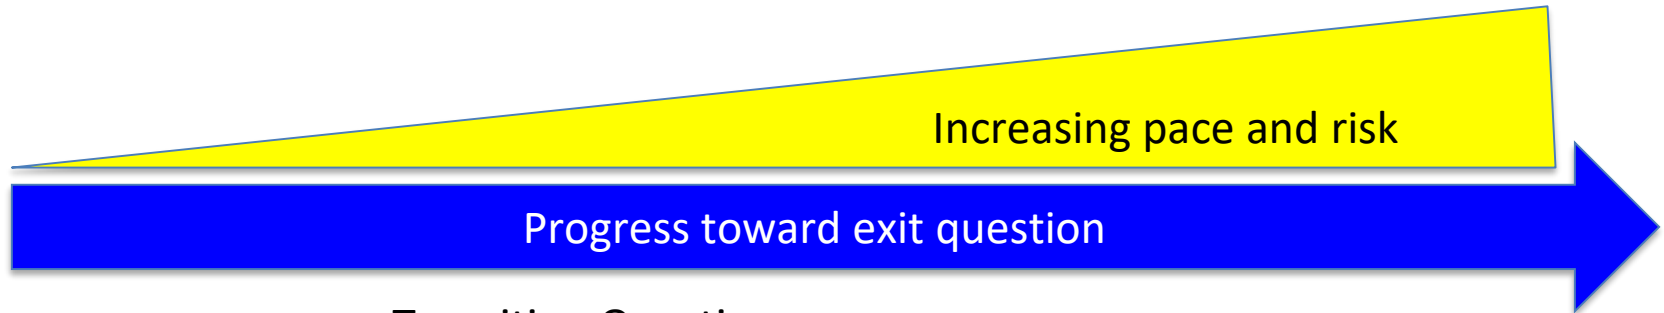 Increasing pace and risk
Progress toward exit question